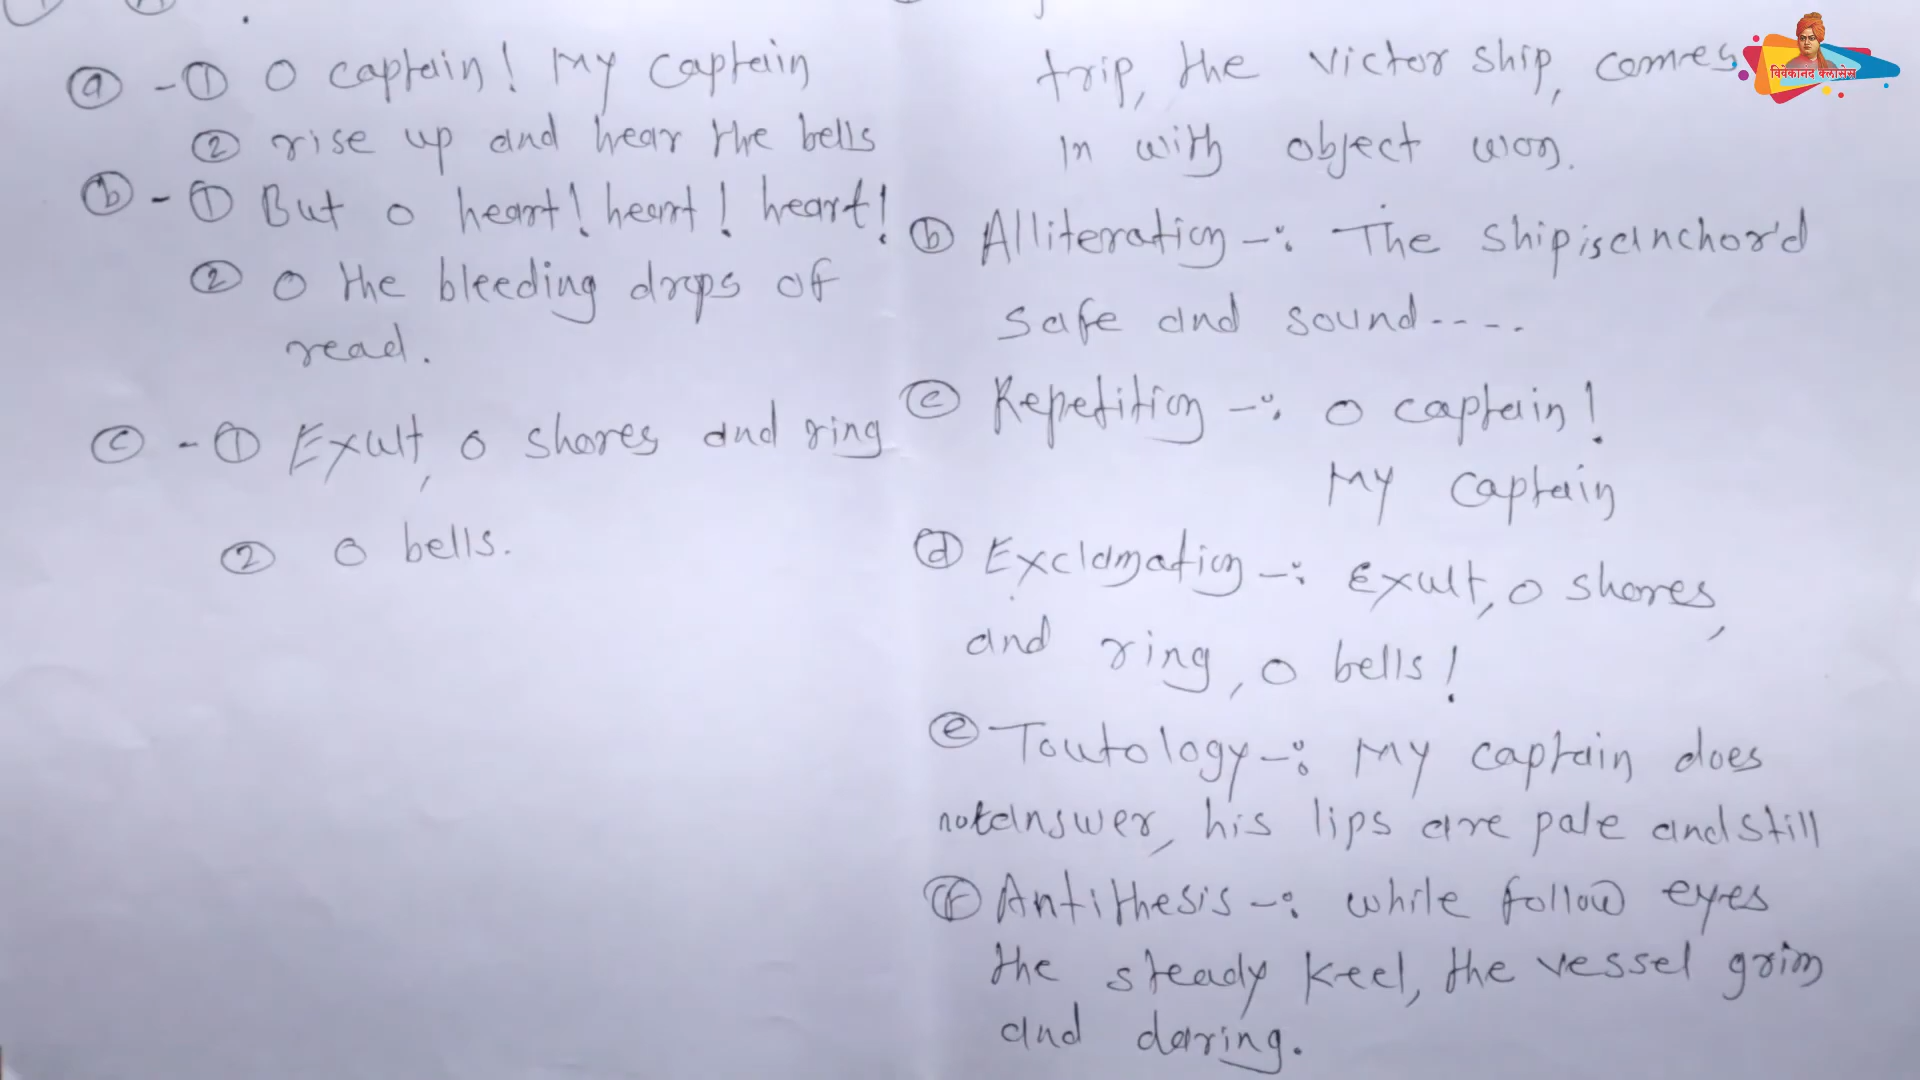 a - 1 O captain! My captain
2 rise up and hear the bells
b - 1 But o heart! heart! heart!
2 O the bleeding drops of
read.
c - 1 Exult, o shores and ring
2 O bells.
trip, the victor ship, comes
In with object won.
b Alliteration -: The ship is anchor'd
safe and sound----.
c Repetition -: O captain!
My captain
d Exclamation -: Exult, o shores,
and ring, o bells!
e Toutology -: My captain does
not answer, his lips are pale and still
f Antithesis -: while follow eyes
the steady keel, the vessel grim
and daring.
विवेकानंद क्लासेस